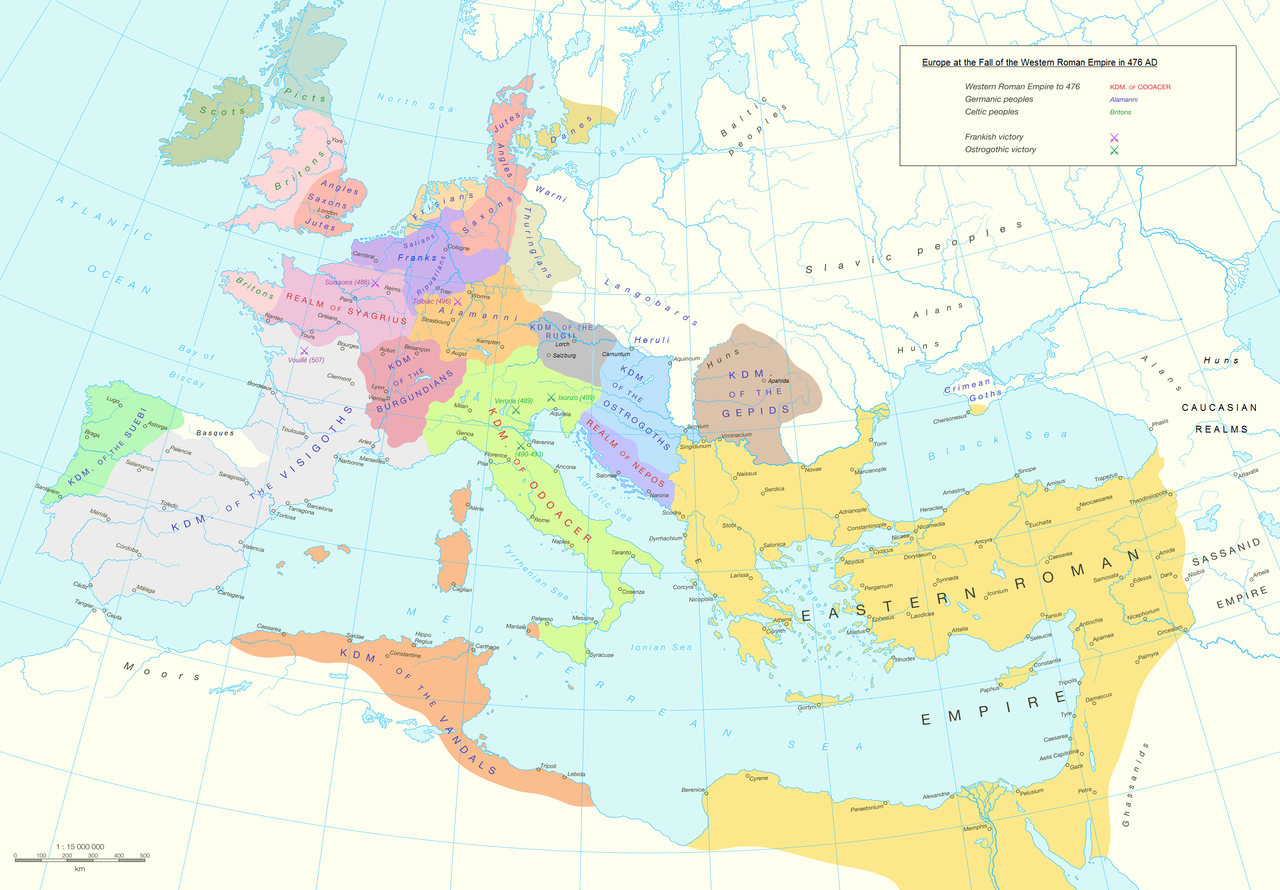 Europe at the Fall of the Western Roman Empire in 476 AD
Western Roman Empire to 476 KDM. OF ODOACER
Germanic peoples Alamanni
Celtic peoples Britons
Frankish victory
Ostrogothic victory
North Sea
Baltic Sea
ATLANTIC
OCEAN
Bay of
Biscay
Scots
Picts
Britons
York
Angles
Saxons
London
Jutes
Jutes
Angles
Danes
Baltic
Peoples
Warni
Frisians
Saxons
Thuringians
Salians
Franks
Ripuarians
Cologne
Cambrai
Soissons (486)
Reims
Trier
Tolbiac (496)
Worms
Alamanni
Strasbourg
Kempten
Augst
Britons
REALM OF SYAGRIUS
Paris
Orléans
Nantes
Tours
Vouillé (507)
Bourges
Autun
Besançon
KDM.
OF THE
BURGUNDIANS
Lyon
Vienne
Clermont
Bordeaux
Toulouse
Arles
Narbonne
Marseilles
KDM. OF THE
RUGII
Lorch
Salzburg
Carnuntum
Heruli
Langobards
Slavic peoples
Alans
Huns
Aquincum
KDM.
OF THE
OSTROGOTHS
Huns
KDM.
OF THE
GEPIDS
Apahida
Sirmium
Singidunum
Viminacium
REALM OF NEPOS
Salonae
Narona
Scodra
Verona (489)
Isonzo (489)
Aquileia
Milan
Genoa
Ravenna
(490-493)
Florence
Pisa
Ancona
KDM. OF ODOACER
Rome
Naples
Taranto
Cosenza
Messina
Palermo
Marsala
Syracuse
Aléria
Cagliari
Adriatic Sea
Tyrrhenian Sea
Ionian Sea
KDM. OF THE SUEBI
Lugo
Astorga
Braga
Santarém
Basques
Palencia
Salamanca
Saragossa
KDM. OF THE VISIGOTHS
Barcelona
Tarragona
Tortosa
Toledo
Mérida
Valencia
Córdoba
Cartagena
Cadiz
Málaga
Tangier
Ceuta
Moors
Caesarea
Saldae
Hippo
Regius
Constantine
Carthage
KDM. OF THE VANDALS
Tripoli
Lebida
MEDITERRANEAN SEA
Crimean
Goths
Chersonesus
Black Sea
Alans
Huns
CAUCASIAN
REALMS
Phasis
Artaxata
SASSANID
EMPIRE
Nisibis
Arbela
Novae
Tomi
Marcianople
Naissus
Serdica
Adrianople
Constantinople
Stobi
Salonica
Dyrrhachium
Larissa
Corcyra
Nicopolis
Athens
Corinth
Gortyn
Heraclea
Amastris
Sinope
Amisus
Trapezus
Neocaesarea
Theodosiopolis
Nicomedia
Nicaea
Cyzicus
Abydus
Dorylaeum
Ancyra
Euchaita
Caesarea
Amida
Pergamum
Synnada
Iconium
Samosata
Edessa
Dara
Ephesus
Laodicea
Miletus
Attalia
Tarsus
Seleucia
Nicephorium
Circesium
Antiochia
Apamea
Rhodes
Constantia
Paphus
Palmyra
Tripolis
Damascus
Tyre
Caesarea
Aelia Capitolina
Gaza
Petra
Ghassanids
EASTERN ROMAN
EMPIRE
Cyrene
Berenice
Paraetonium
Alexandria
Pelusium
Memphis
1 : 15 000 000
0 100 200 300 400 500
km